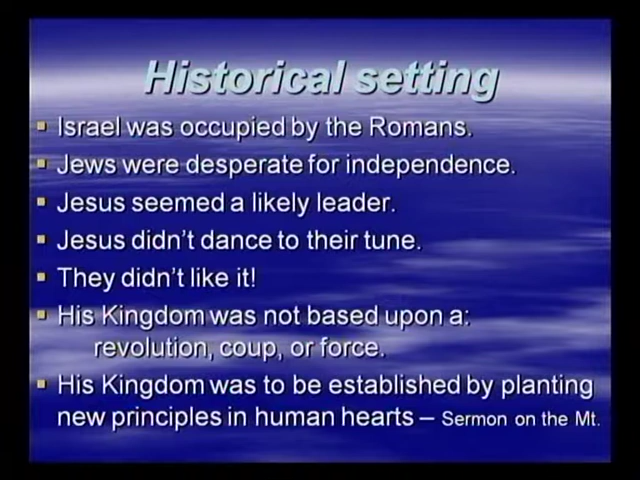 Historical setting
Israel was occupied by the Romans.
Jews were desperate for independence.
Jesus seemed a likely leader.
Jesus didn't dance to their tune.
They didn't like it!
His Kingdom was not based upon a:
revolution, coup, or force.
His Kingdom was to be established by planting
new principles in human hearts – Sermon on the Mt.